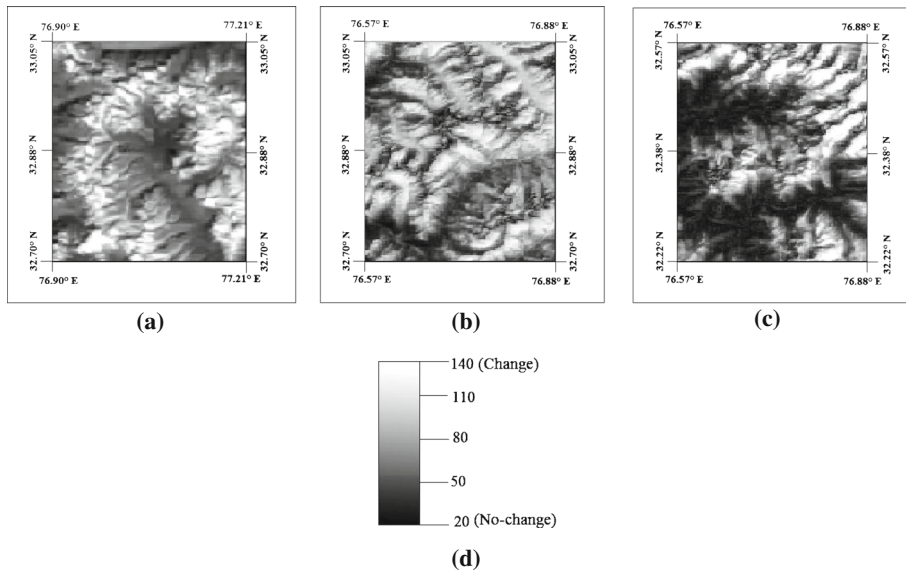 76.90° E 77.21° E
33.05° N 33.05° N
32.88° N 32.88° N
32.70° N 32.70° N
76.90° E 77.21° E
(a)
76.57° E 76.88° E
33.05° N 33.05° N
32.88° N 32.88° N
32.70° N 32.70° N
76.57° E 76.88° E
(b)
76.57° E 76.88° E
32.57° N 32.57° N
32.38° N 32.38° N
32.22° N 32.22° N
76.57° E 76.88° E
(c)
140 (Change)
110
80
50
20 (No-change)
(d)